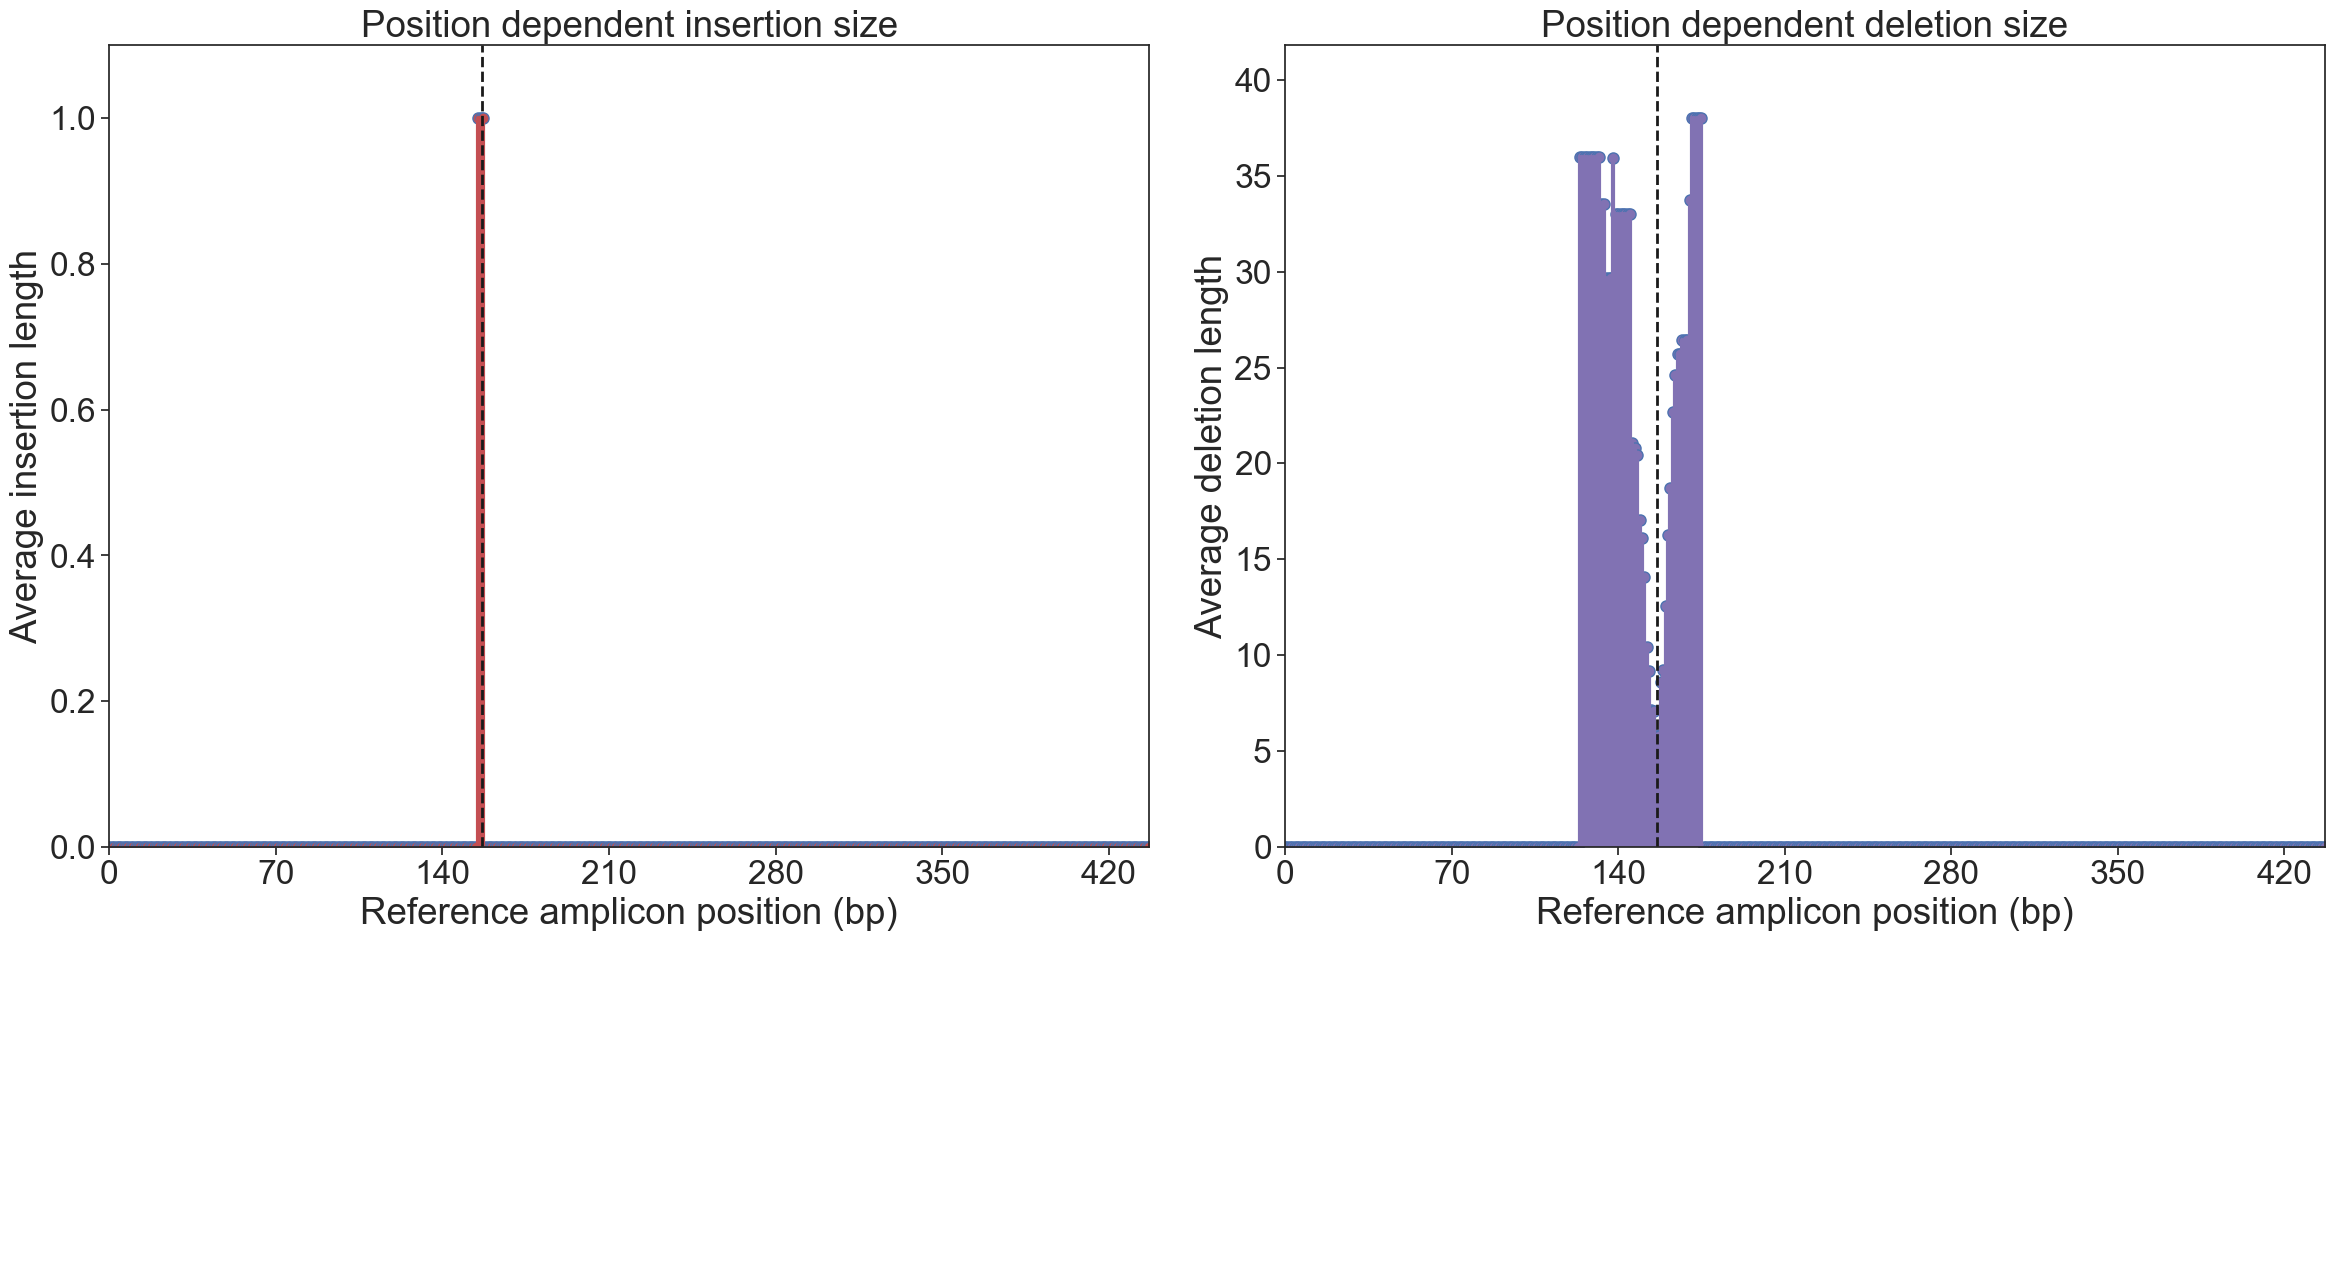 Position dependent insertion size
Average insertion length
1.0
0.8
0.6
0.4
0.2
0.0
0 70 140 210 280 350 420
Reference amplicon position (bp)
Position dependent deletion size
Average deletion length
40
35
30
25
20
15
10
5
0
0 70 140 210 280 350 420
Reference amplicon position (bp)